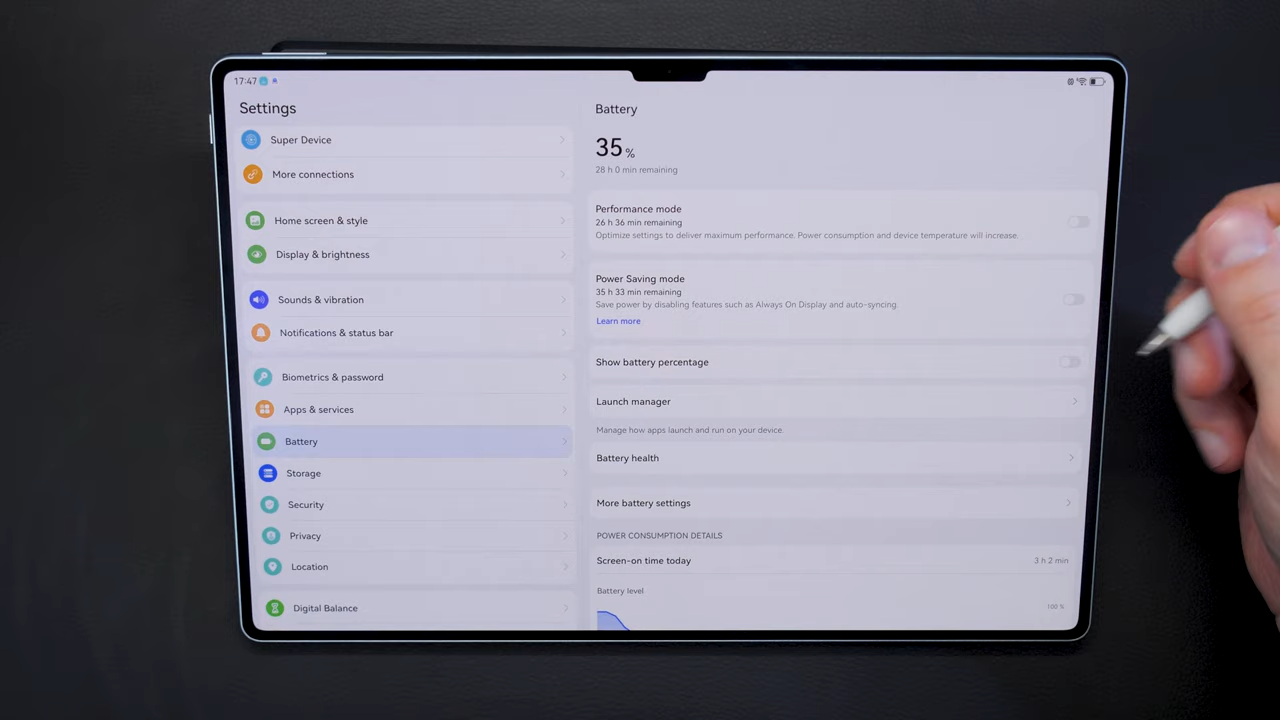 17:47
Settings
Super Device
More connections
Home screen & style
Display & brightness
Sounds & vibration
Notifications & status bar
Biometrics & password
Apps & services
Battery
Storage
Security
Privacy
Location
Digital Balance
Battery
35 %
28 h 0 min remaining
Performance mode
26 h 36 min remaining
Optimize settings to deliver maximum performance. Power consumption and device temperature will increase.
Power Saving mode
35 h 33 min remaining
Save power by disabling features such as Always On Display and auto-syncing.
Learn more
Show battery percentage
Launch manager
Manage how apps launch and run on your device.
Battery health
More battery settings
POWER CONSUMPTION DETAILS
Screen-on time today 3 h 2 min
Battery level
100 %